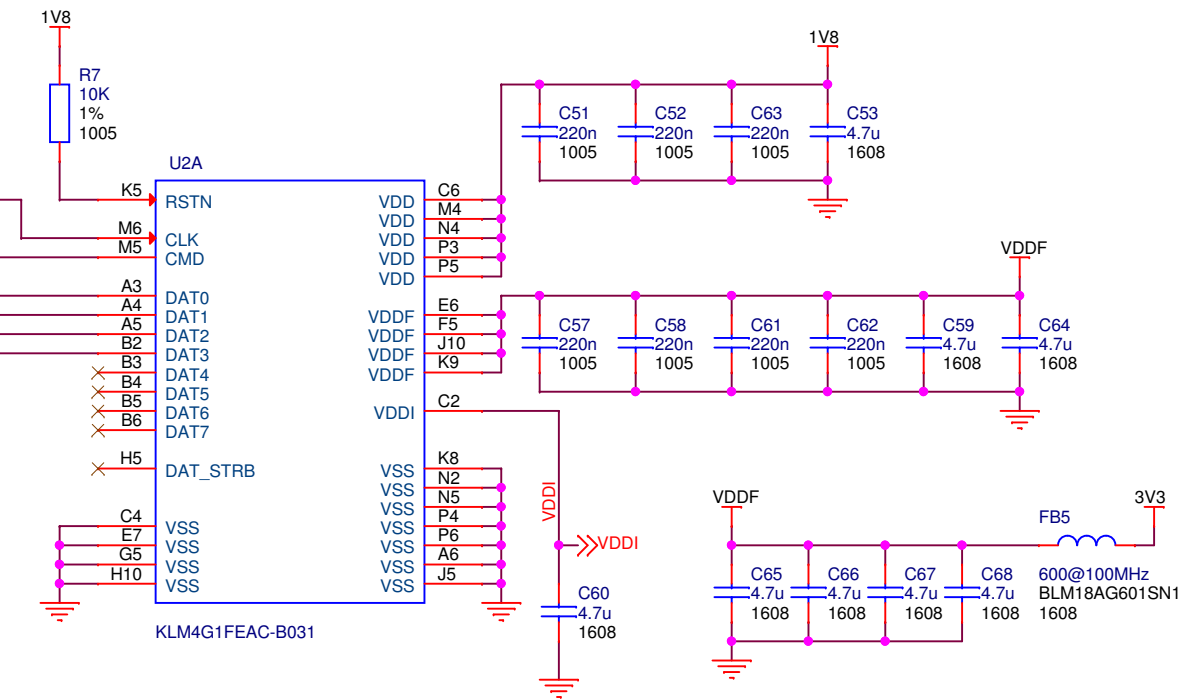 1V8
R7
10K
1%
1005
U2A
K5
RSTN
M6
CLK
M5
CMD
A3
DAT0
A4
DAT1
A5
DAT2
B2
DAT3
B3
DAT4
B4
DAT5
B5
DAT6
B6
DAT7
H5
DAT_STRB
C4
VSS
E7
VSS
G5
VSS
H10
VSS
VDD
C6
VDD
M4
VDD
N4
VDD
P3
VDD
P5
VDDF
E6
VDDF
F5
VDDF
J10
VDDF
K9
VDDI
C2
VSS
K8
VSS
N2
VSS
N5
VSS
P4
VSS
P6
VSS
A6
VSS
J5
KLM4G1FEAC-B031
1V8
C51
220n
1005
C52
220n
1005
C63
220n
1005
C53
4.7u
1608
VDDF
C57
220n
1005
C58
220n
1005
C61
220n
1005
C62
220n
1005
C59
4.7u
1608
C64
4.7u
1608
VDDI
VDDI
C60
4.7u
1608
VDDF
C65
4.7u
1608
C66
4.7u
1608
C67
4.7u
1608
C68
4.7u
1608
FB5
3V3
600@100MHz
BLM18AG601SN1
1608